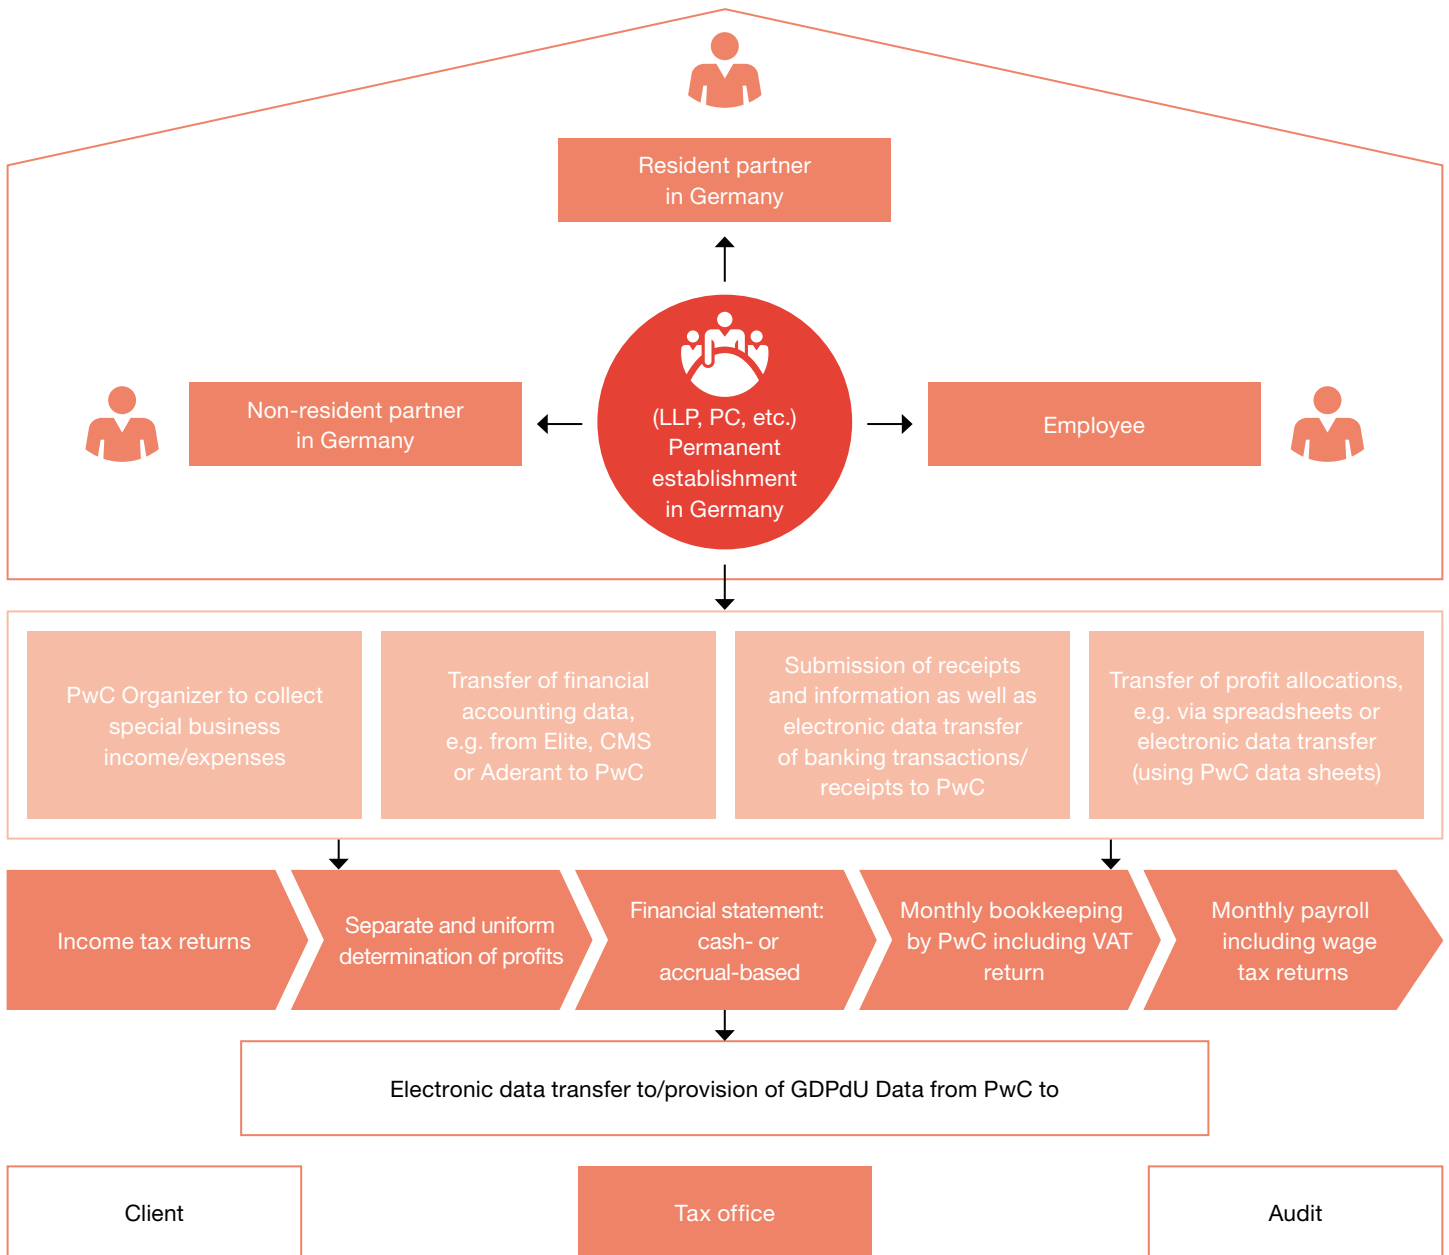 Resident partner
in Germany
Non-resident partner
in Germany
(LLP, PC, etc.)
Permanent
establishment
in Germany
Employee
PwC Organizer to collect
special business
income/expenses
Transfer of financial
accounting data,
e.g. from Elite, CMS
or Aderant to PwC
Submission of receipts
and information as well as
electronic data transfer
of banking transactions/
receipts to PwC
Transfer of profit allocations,
e.g. via spreadsheets or
electronic data transfer
(using PwC data sheets)
Income tax returns
Separate and uniform
determination of profits
Financial statement:
cash- or
accrual-based
Monthly bookkeeping
by PwC including VAT
return
Monthly payroll
including wage
tax returns
Electronic data transfer to/provision of GDPdU Data from PwC to
Client
Tax office
Audit